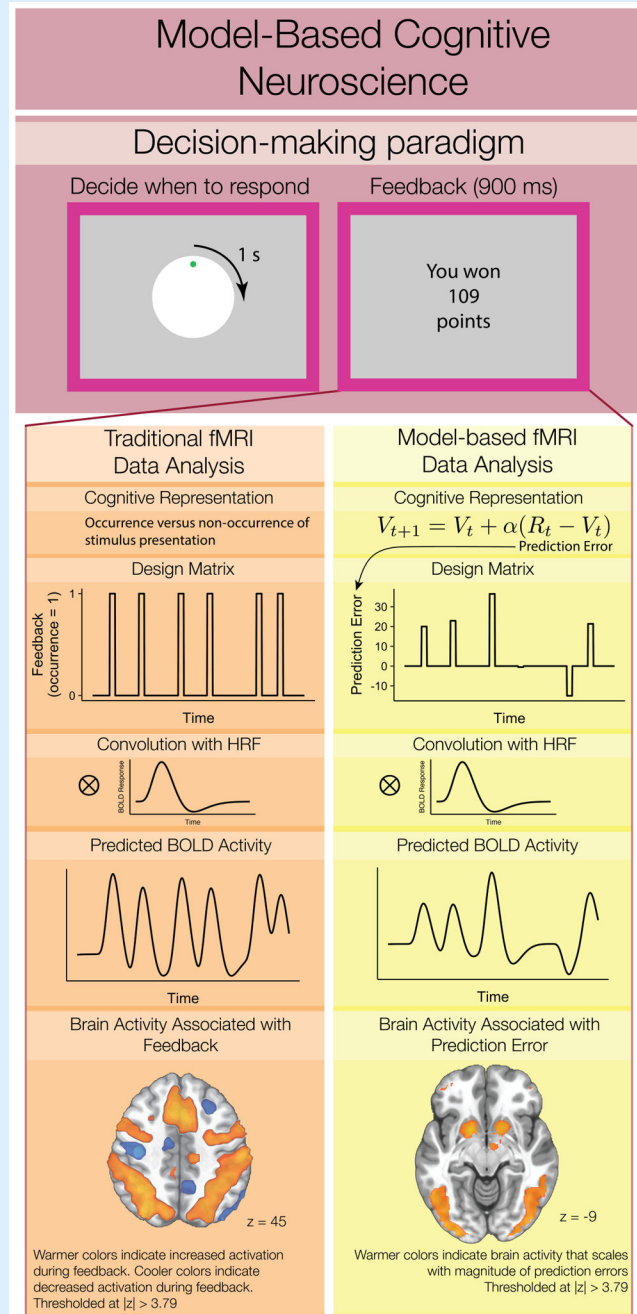 Model-Based Cognitive
Neuroscience
Decision-making paradigm
Decide when to respond
1 s
Feedback (900 ms)
You won
109
points
Traditional fMRI
Data Analysis
Cognitive Representation
Occurrence versus non-occurrence of
stimulus presentation
Design Matrix
Feedback
(occurrence = 1)
1
0
Time
Convolution with HRF
⊗
BOLD Response
Time
Predicted BOLD Activity
Time
Brain Activity Associated with
Feedback
z = 45
Warmer colors indicate increased activation
during feedback. Cooler colors indicate
decreased activation during feedback.
Thresholded at |z| > 3.79
Model-based fMRI
Data Analysis
Cognitive Representation
V_{t+1} = V_t + α(R_t − V_t)
Prediction Error
Design Matrix
Prediction Error
30
20
10
0
-10
Time
Convolution with HRF
⊗
BOLD Response
Time
Predicted BOLD Activity
Time
Brain Activity Associated with
Prediction Error
z = -9
Warmer colors indicate brain activity that scales
with magnitude of prediction errors
Thresholded at |z| > 3.79